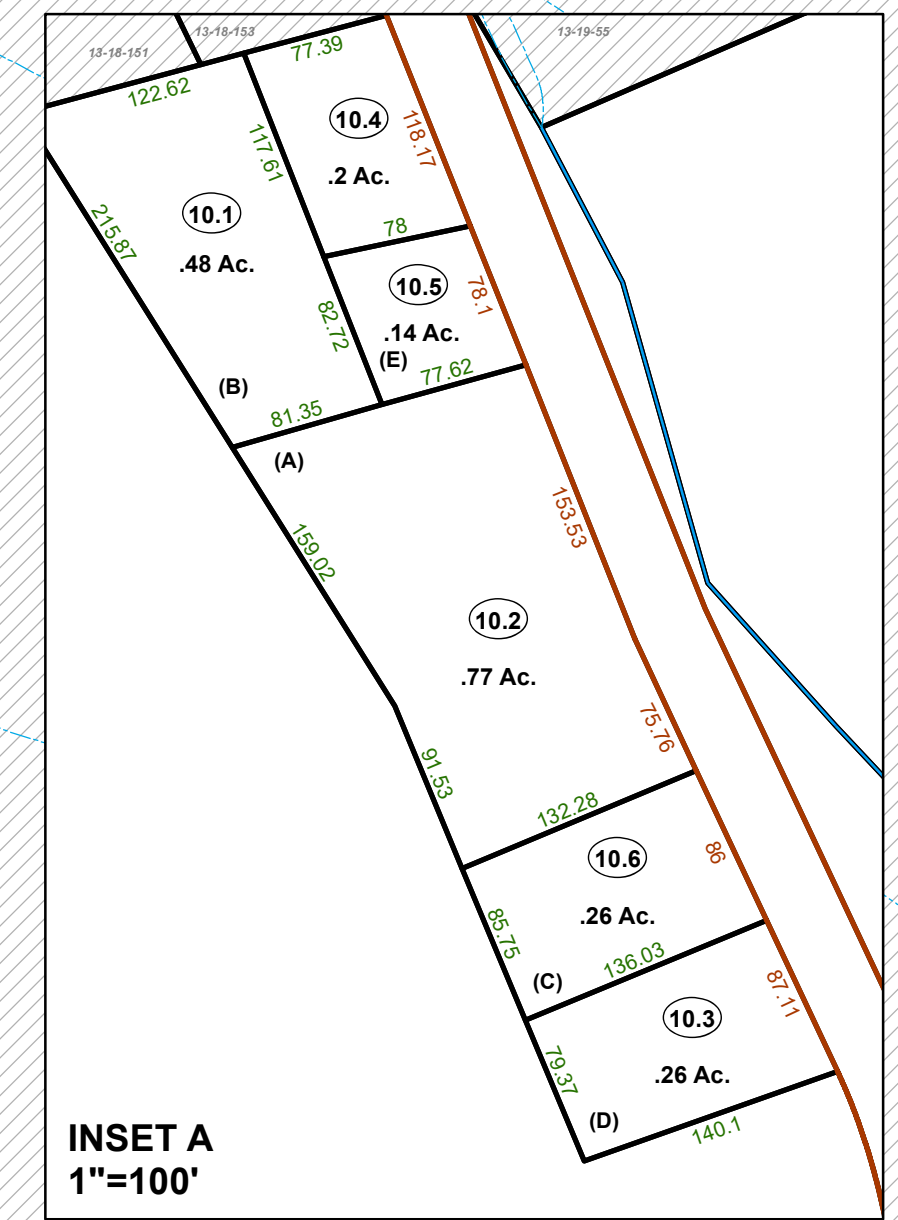 13-18-153
13-19-55
13-18-151
77.39
122.62
10.4
118.17
117.61
.2 Ac.
10.1
215.87
78
.48 Ac.
10.5
78.1
82.72
.14 Ac.
(E)
77.62
(B)
81.35
(A)
153.53
159.02
10.2
.77 Ac.
75.76
91.53
132.28
10.6
86
.26 Ac.
85.75
136.03
(C)
87.11
10.3
79.37
.26 Ac.
(D)
140.1
INSET A
1"=100'